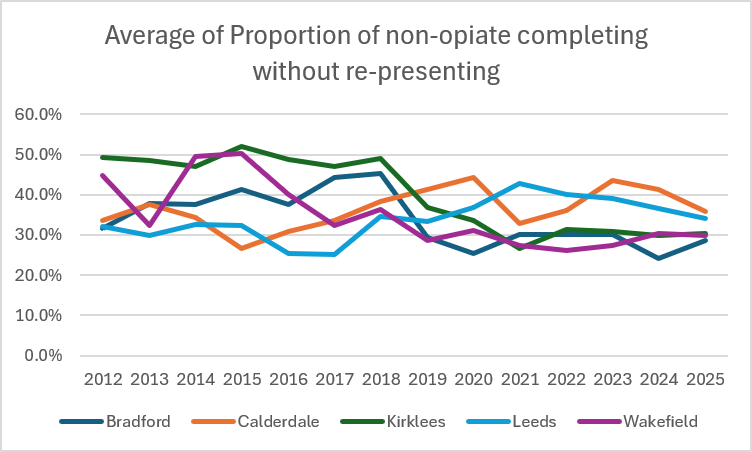 Average of Proportion of non-opiate completing
without re-presenting
60.0%
50.0%
40.0%
30.0%
20.0%
10.0%
0.0%
2012 2013 2014 2015 2016 2017 2018 2019 2020 2021 2022 2023 2024 2025
Bradford Calderdale Kirklees Leeds Wakefield